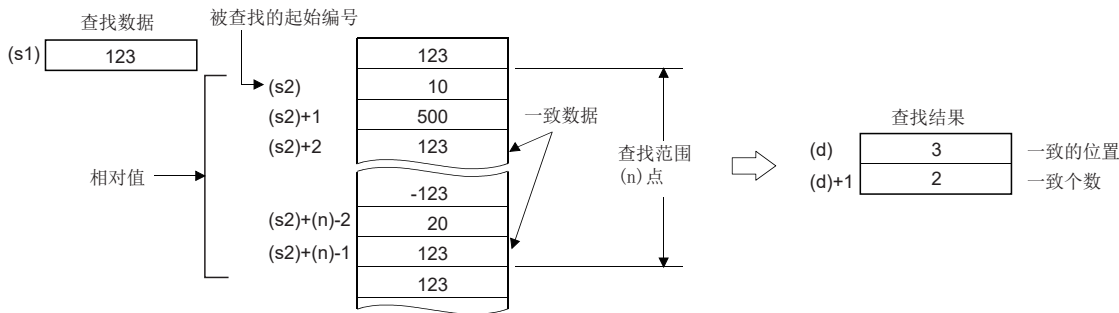 查找数据
被查找的起始编号
(s1) 123
123
(s2) 10
(s2)+1 500
(s2)+2 123
一致数据
相对值
查找范围
(n)点
-123
(s2)+(n)-2 20
(s2)+(n)-1 123
123
查找结果
(d) 3 一致的位置
(d)+1 2 一致个数